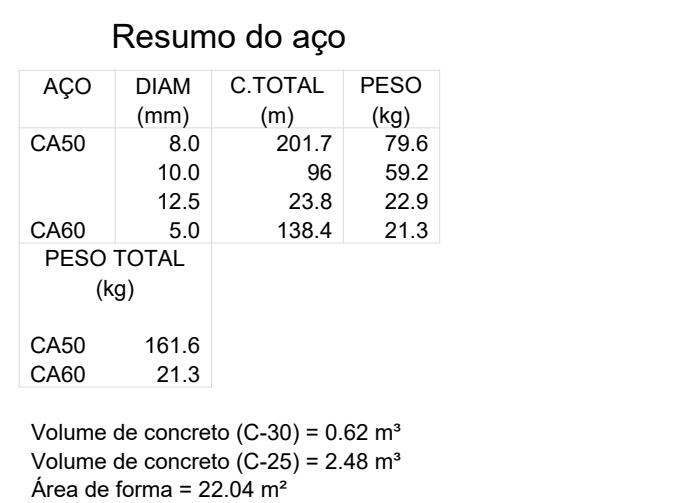 Resumo do aço
AÇO DIAM C.TOTAL PESO
(mm) (m) (kg)
CA50 8.0 201.7 79.6
10.0 96 59.2
12.5 23.8 22.9
CA60 5.0 138.4 21.3
PESO TOTAL
(kg)
CA50 161.6
CA60 21.3
Volume de concreto (C-30) = 0.62 m³
Volume de concreto (C-25) = 2.48 m³
Área de forma = 22.04 m²